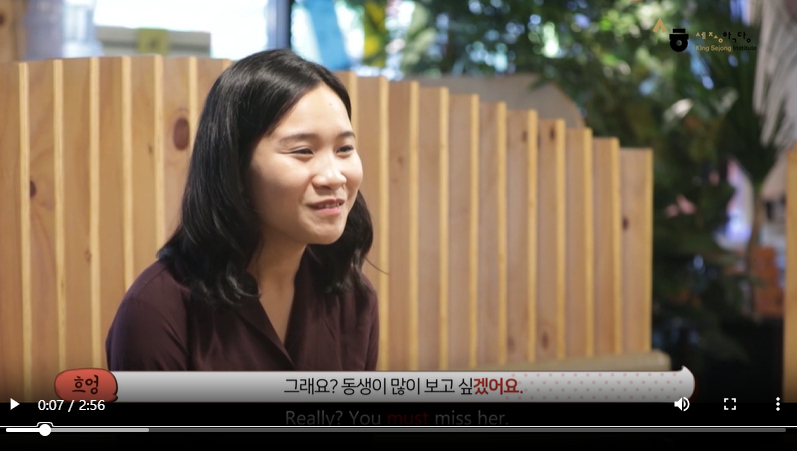 세종학당
King Sejong Institute
흐엉
그래요? 동생이 많이 보고 싶겠어요.
0:07 / 2:56
Really? You must miss her.